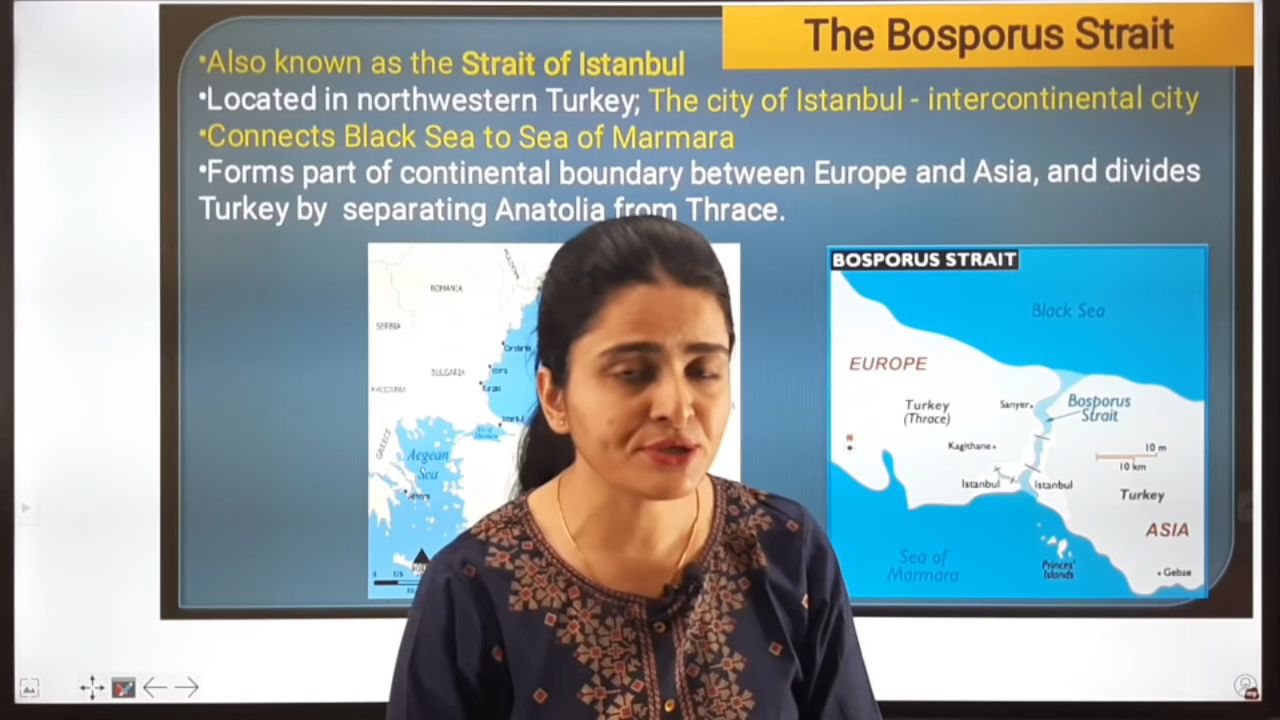 The Bosporus Strait
•Also known as the Strait of Istanbul
•Located in northwestern Turkey; The city of Istanbul - intercontinental city
•Connects Black Sea to Sea of Marmara
•Forms part of continental boundary between Europe and Asia, and divides
Turkey by separating Anatolia from Thrace.
ROMANIA
SERBIA
BULGARIA
GREECE
Aegean
Sea
Athens
BOSPORUS STRAIT
Black Sea
EUROPE
Turkey
(Thrace)
Sanyer
Bosporus
Strait
Kagithane
10 m
10 km
Istanbul
Istanbul
Turkey
ASIA
Sea of
Marmara
Princes'
Islands
Gebze